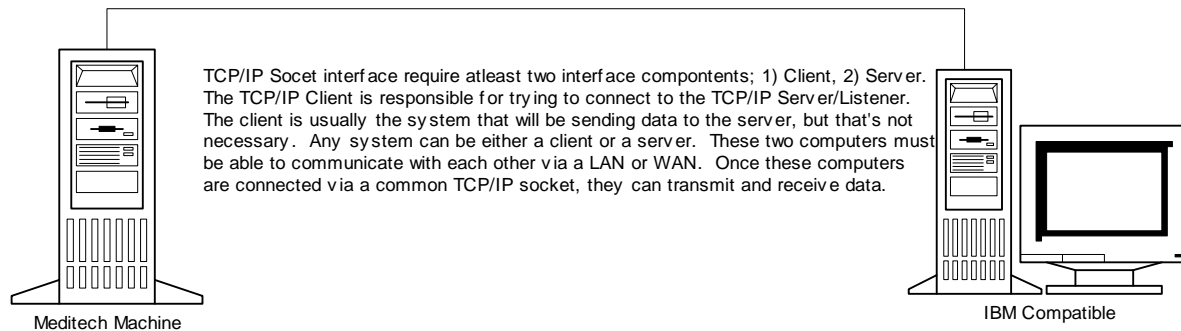 TCP/IP Socet interface require atleast two interface compontents; 1) Client, 2) Server.
The TCP/IP Client is responsible for trying to connect to the TCP/IP Server/Listener.
The client is usually the system that will be sending data to the server, but that's not
necessary. Any system can be either a client or a server. These two computers must
be able to communicate with each other via a LAN or WAN. Once these computers
are connected via a common TCP/IP socket, they can transmit and receive data.
Meditech Machine
IBM Compatible